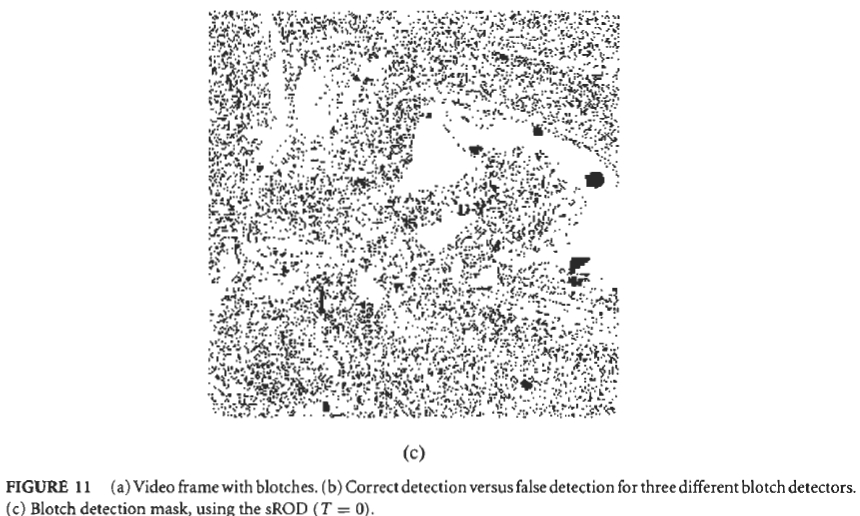 (c)
FIGURE 11 (a) Video frame with blotches. (b) Correct detection versus false detection for three different blotch detectors.
(c) Blotch detection mask, using the sROD (T = 0).